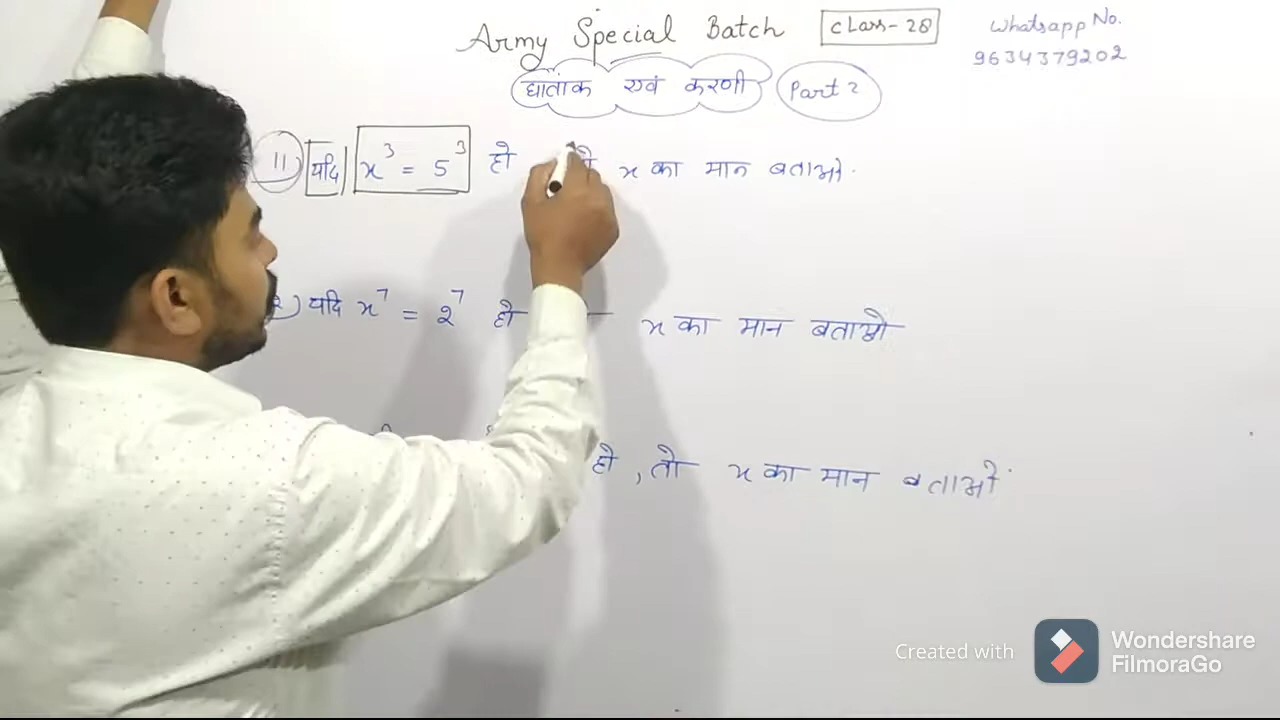 Army Special Batch
Class-28
Whatsapp No.
9634379202
घातांक एवं करणी
Part 2
11 यदि x³ = 5³ हो x का मान बताओ.
यदि x⁷ = 2⁷ हो x का मान बताओ
हो , तो x का मान बताओं
Created with
Wondershare
FilmoraGo